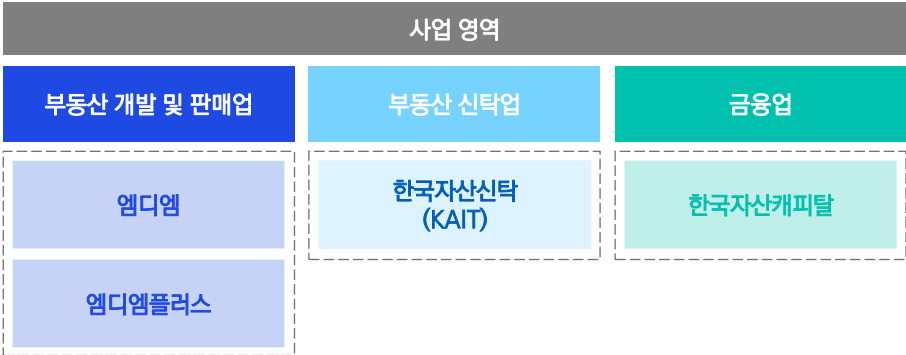 사업 영역
부동산 개발 및 판매업
부동산 신탁업
금융업
엠디엠
한국자산신탁
(KAIT)
한국자산캐피탈
엠디엠플러스